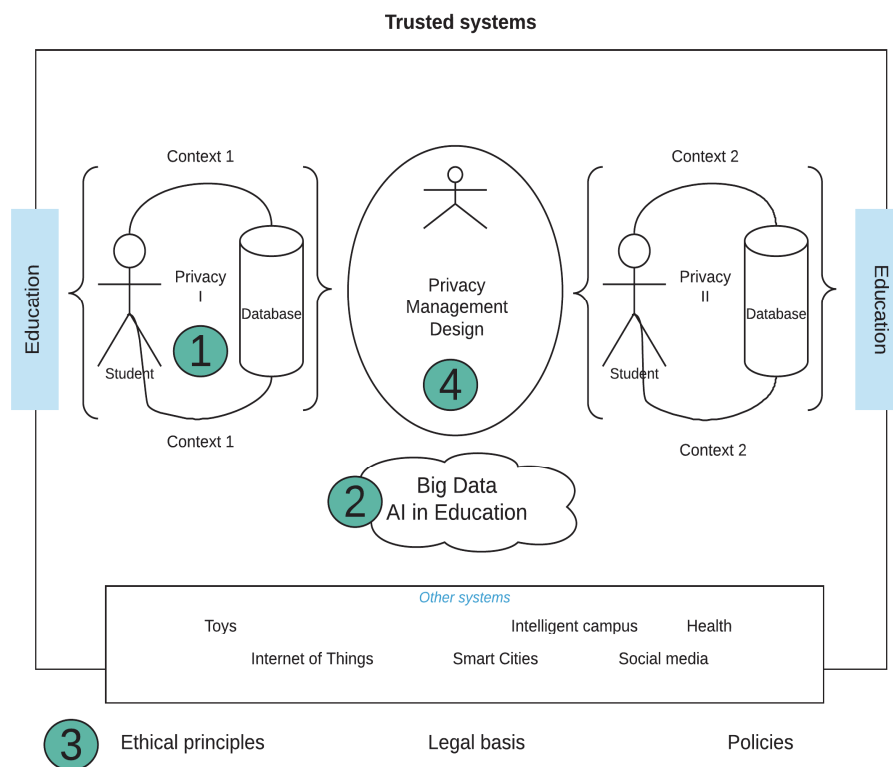 Trusted systems
Context 1
Context 2
Education
Privacy
I
Database
Student
1
Context 1
Privacy
Management
Design
4
Privacy
II
Database
Student
Context 2
Education
2
Big Data
AI in Education
Other systems
Toys
Intelligent campus
Health
Internet of Things
Smart Cities
Social media
3
Ethical principles
Legal basis
Policies